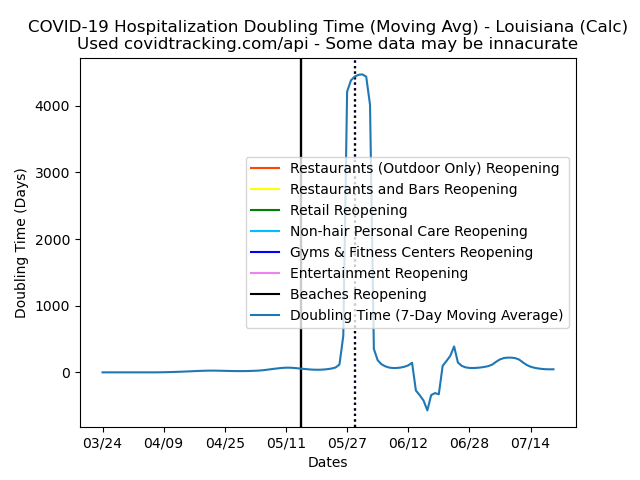 COVID-19 Hospitalization Doubling Time (Moving Avg) - Louisiana (Calc)
Used covidtracking.com/api - Some data may be innacurate
Doubling Time (Days)
4000
3000
2000
1000
0
Restaurants (Outdoor Only) Reopening
Restaurants and Bars Reopening
Retail Reopening
Non-hair Personal Care Reopening
Gyms & Fitness Centers Reopening
Entertainment Reopening
Beaches Reopening
Doubling Time (7-Day Moving Average)
03/24 04/09 04/25 05/11 05/27 06/12 06/28 07/14
Dates